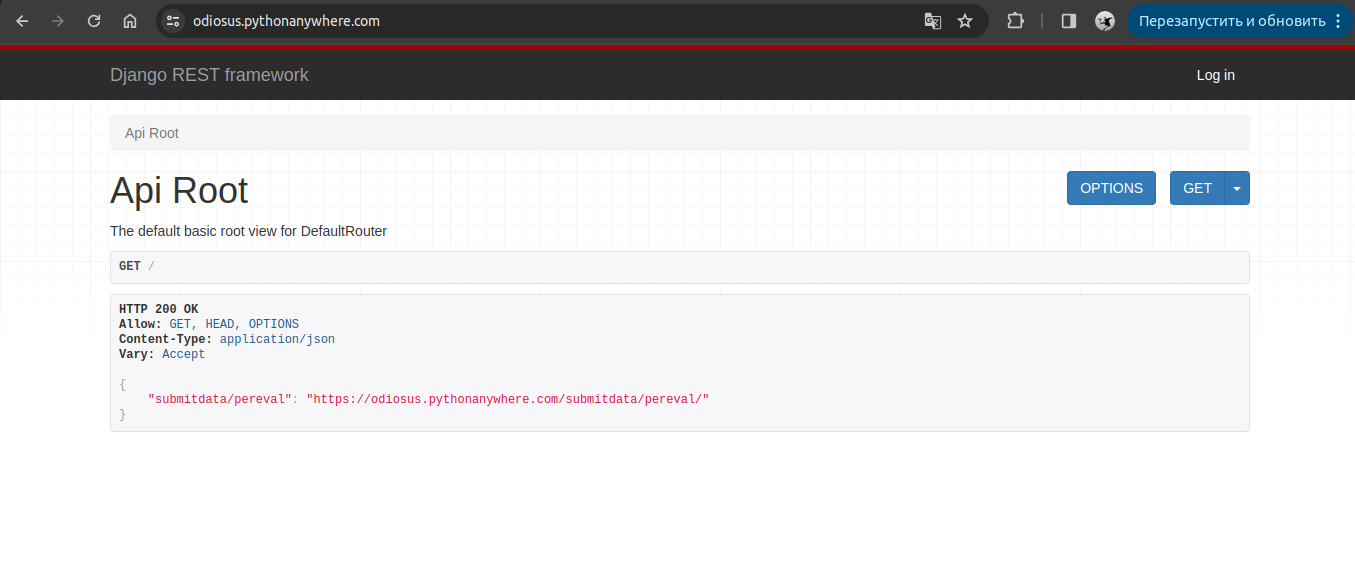 odiosus.pythonanywhere.com
Перезапустить и обновить
Django REST framework
Log in
Api Root
Api Root
OPTIONS
GET
The default basic root view for DefaultRouter
GET /
HTTP 200 OK
Allow: GET, HEAD, OPTIONS
Content-Type: application/json
Vary: Accept
{
    "submitdata/pereval": "https://odiosus.pythonanywhere.com/submitdata/pereval/"
}